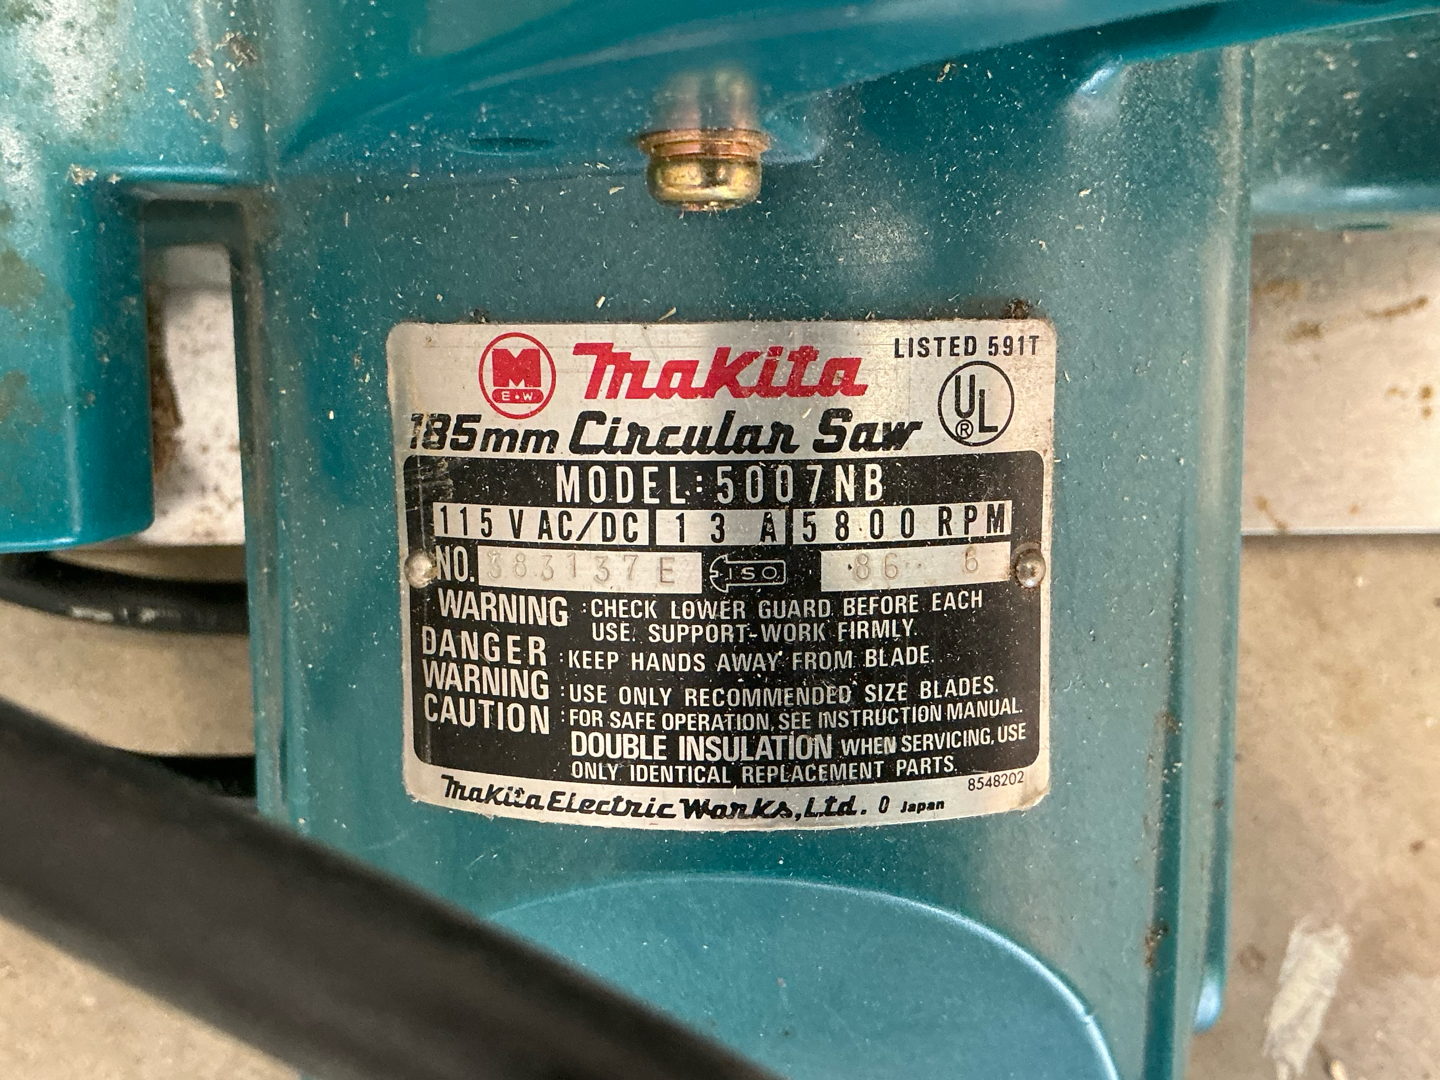 M
E・W
Makita
LISTED 591T
UL
®
185mm Circular Saw
MODEL: 5007NB
115 V AC/DC 13 A 5800 RPM
NO. 383137 E ISO 86 6
WARNING : CHECK LOWER GUARD BEFORE EACH
USE. SUPPORT-WORK FIRMLY.
DANGER : KEEP HANDS AWAY FROM BLADE.
WARNING : USE ONLY RECOMMENDED SIZE BLADES.
CAUTION : FOR SAFE OPERATION, SEE INSTRUCTION MANUAL.
DOUBLE INSULATION WHEN SERVICING, USE
ONLY IDENTICAL REPLACEMENT PARTS.
8548202
Makita Electric Works, Ltd. 0 Japan